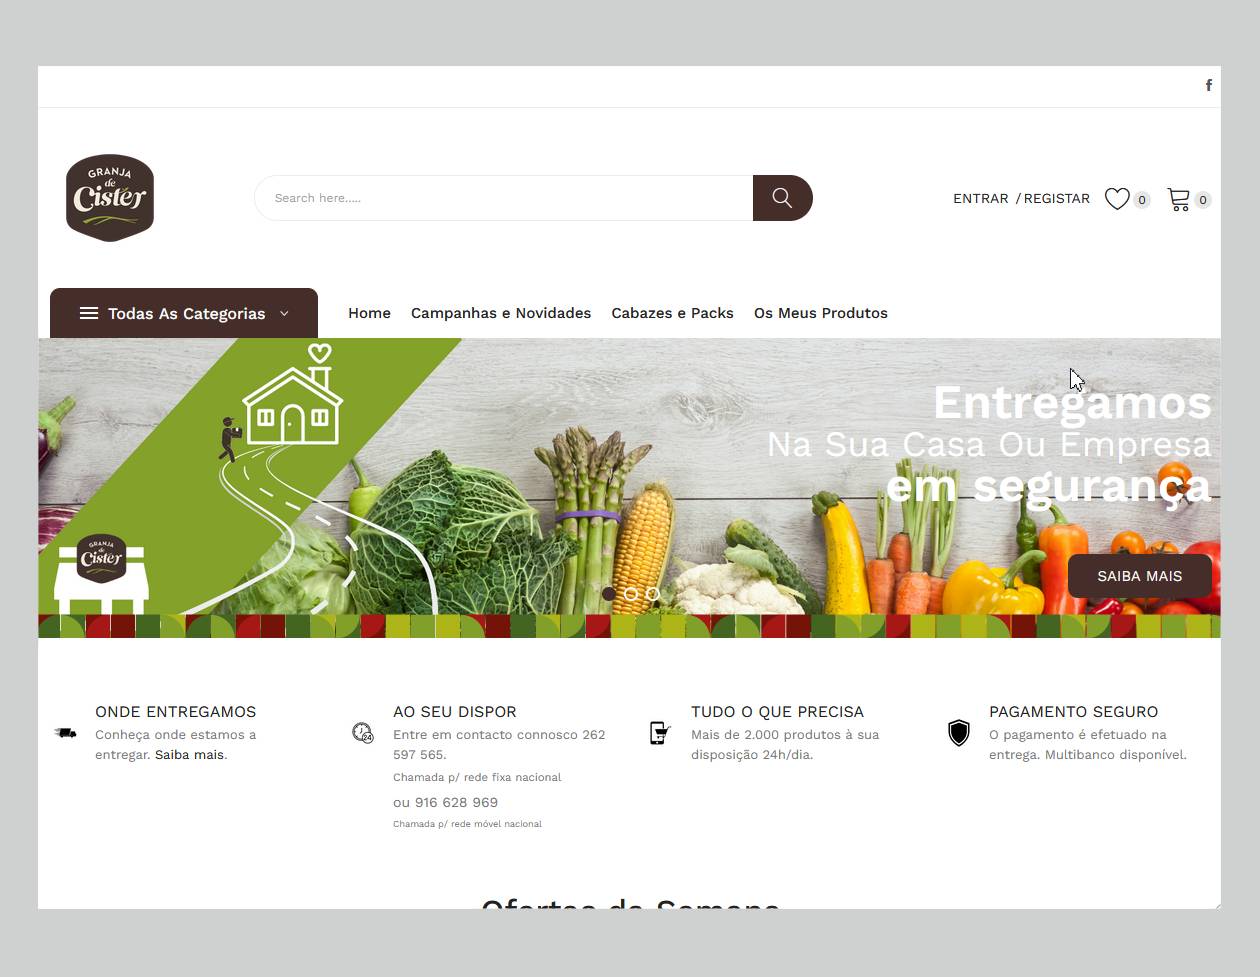 f
GRANJA
de
Cister
Search here.....
ENTRAR / REGISTAR
0
0
Todas As Categorias
Home
Campanhas e Novidades
Cabazes e Packs
Os Meus Produtos
Entregamos
Na Sua Casa Ou Empresa
em segurança
GRANJA
de
Cister
SAIBA MAIS
ONDE ENTREGAMOS
Conheça onde estamos a
entregar. Saiba mais.
AO SEU DISPOR
Entre em contacto connosco 262
597 565.
Chamada p/ rede fixa nacional
ou 916 628 969
Chamada p/ rede móvel nacional
24
TUDO O QUE PRECISA
Mais de 2.000 produtos à sua
disposição 24h/dia.
PAGAMENTO SEGURO
O pagamento é efetuado na
entrega. Multibanco disponível.
Ofertas da Semana